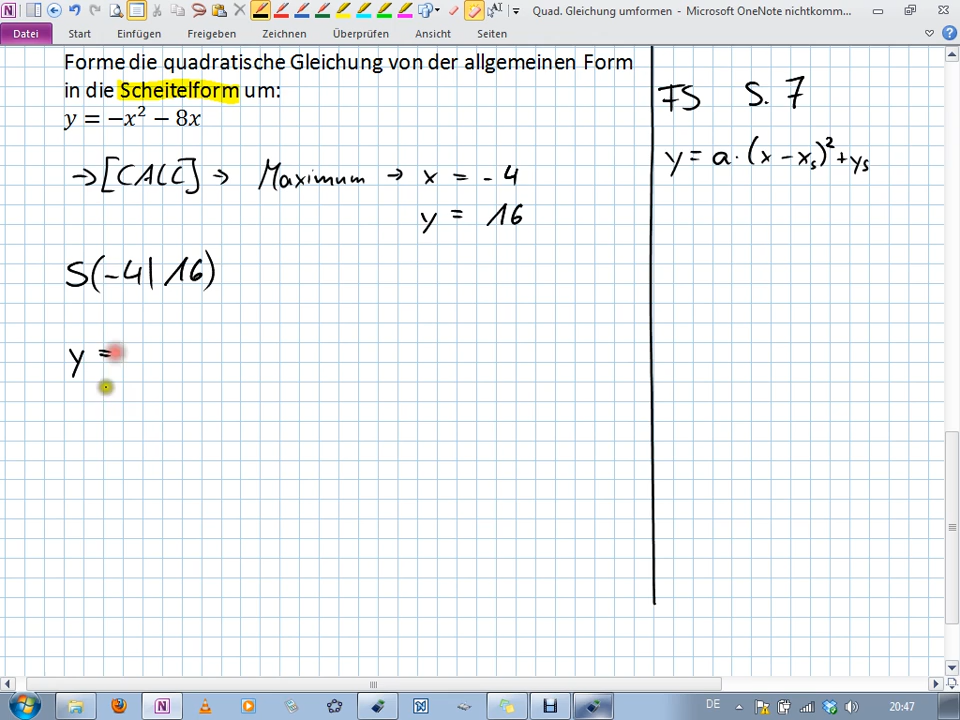 Quad. Gleichung umformen - Microsoft OneNote nichtkomm...
Datei Start Einfügen Freigeben Zeichnen Überprüfen Ansicht Seiten
Forme die quadratische Gleichung von der allgemeinen Form
in die Scheitelform um:
y = −x² − 8x
→ [CALC] → Maximum → x = - 4
y = 16
S(-4| 16)
y =
FS S. 7
y = a · (x - xₛ)² + yₛ
DE 20:47